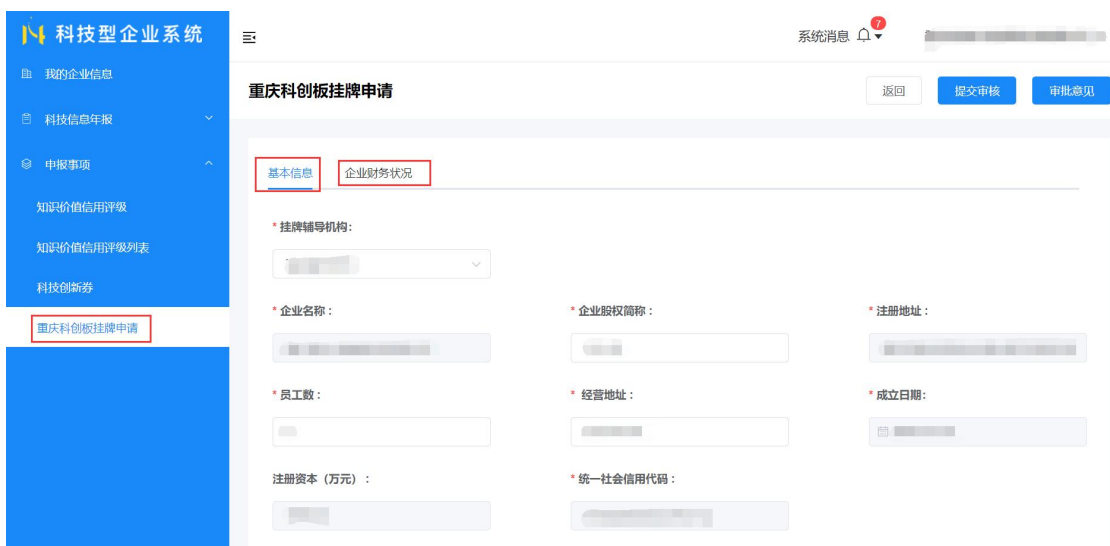 科技型企业系统
系统消息
7
我的企业信息
重庆科创板挂牌申请
返回
提交审核
审批意见
科技信息年报
申报事项
基本信息
企业财务状况
知识价值信用评级
* 挂牌辅导机构:
知识价值信用评级列表
科技创新券
重庆科创板挂牌申请
* 企业名称：
* 企业股权简称：
* 注册地址：
* 员工数：
* 经营地址：
* 成立日期:
注册资本（万元）：
* 统一社会信用代码：